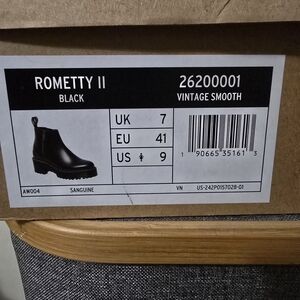 ROMETTY II
BLACK
26200001
VINTAGE SMOOTH
UK 7
EU 41
US 9
1 90665 35161 3
AW004 SANGUINE VN US-242P0157028-01